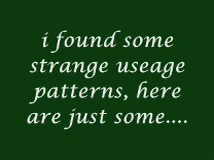 i found some
strange useage
patterns, here
are just some....